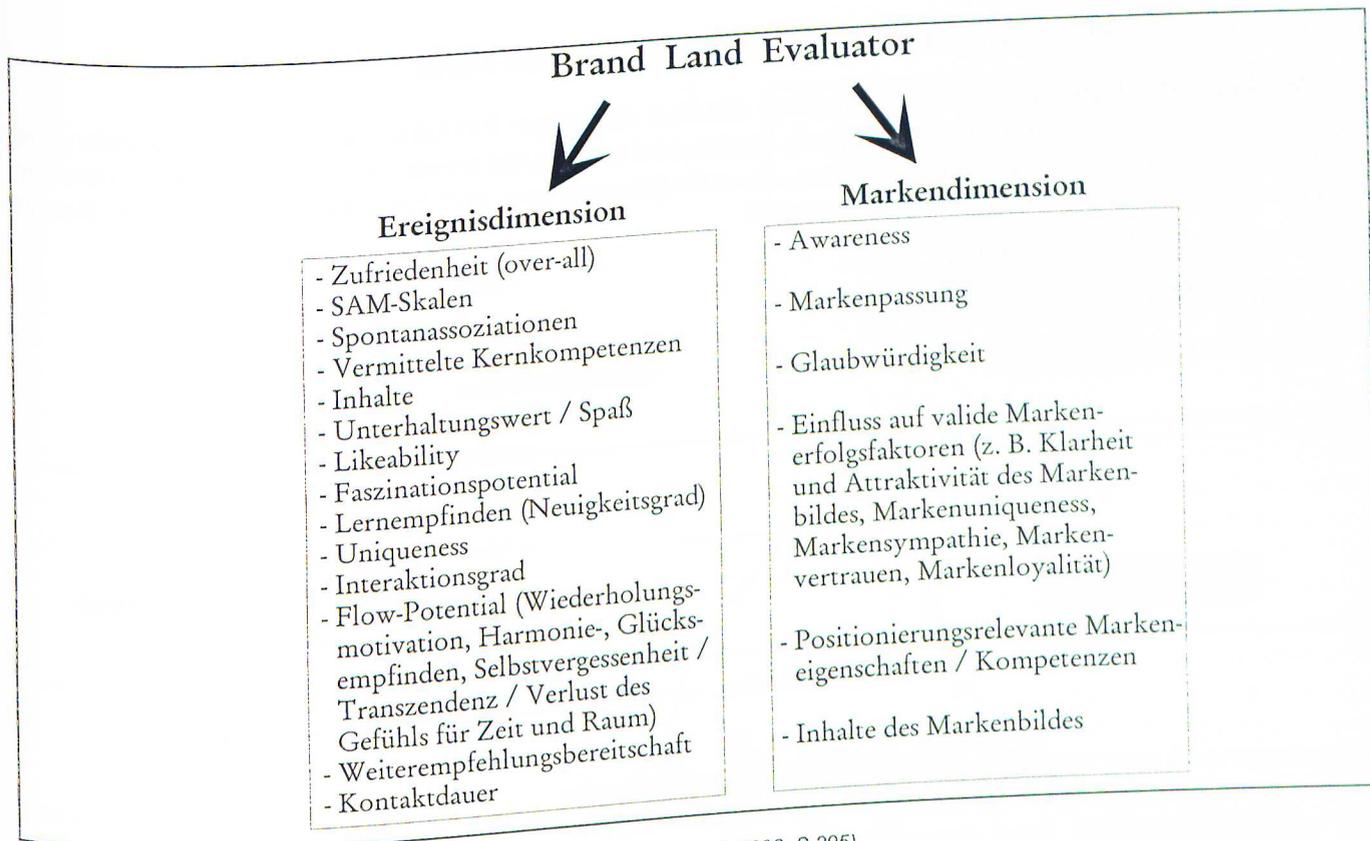 Brand Land Evaluator
Ereignisdimension
- Zufriedenheit (over-all)
- SAM-Skalen
- Spontanassoziationen
- Vermittelte Kernkompetenzen
- Inhalte
- Unterhaltungswert / Spaß
- Likeability
- Faszinationspotential
- Lernempfinden (Neuigkeitsgrad)
- Uniqueness
- Interaktionsgrad
- Flow-Potential (Wiederholungs-
motivation, Harmonie-, Glücks-
empfinden, Selbstvergessenheit /
Transzendenz / Verlust des
Gefühls für Zeit und Raum)
- Weiterempfehlungsbereitschaft
- Kontaktdauer
Markendimension
- Awareness
- Markenpassung
- Glaubwürdigkeit
- Einfluss auf valide Marken-
erfolgsfaktoren (z. B. Klarheit
und Attraktivität des Marken-
bildes, Markenuniqueness,
Markensympathie, Marken-
vertrauen, Markenloyalität)
- Positionierungsrelevante Marken-
eigenschaften / Kompetenzen
- Inhalte des Markenbildes